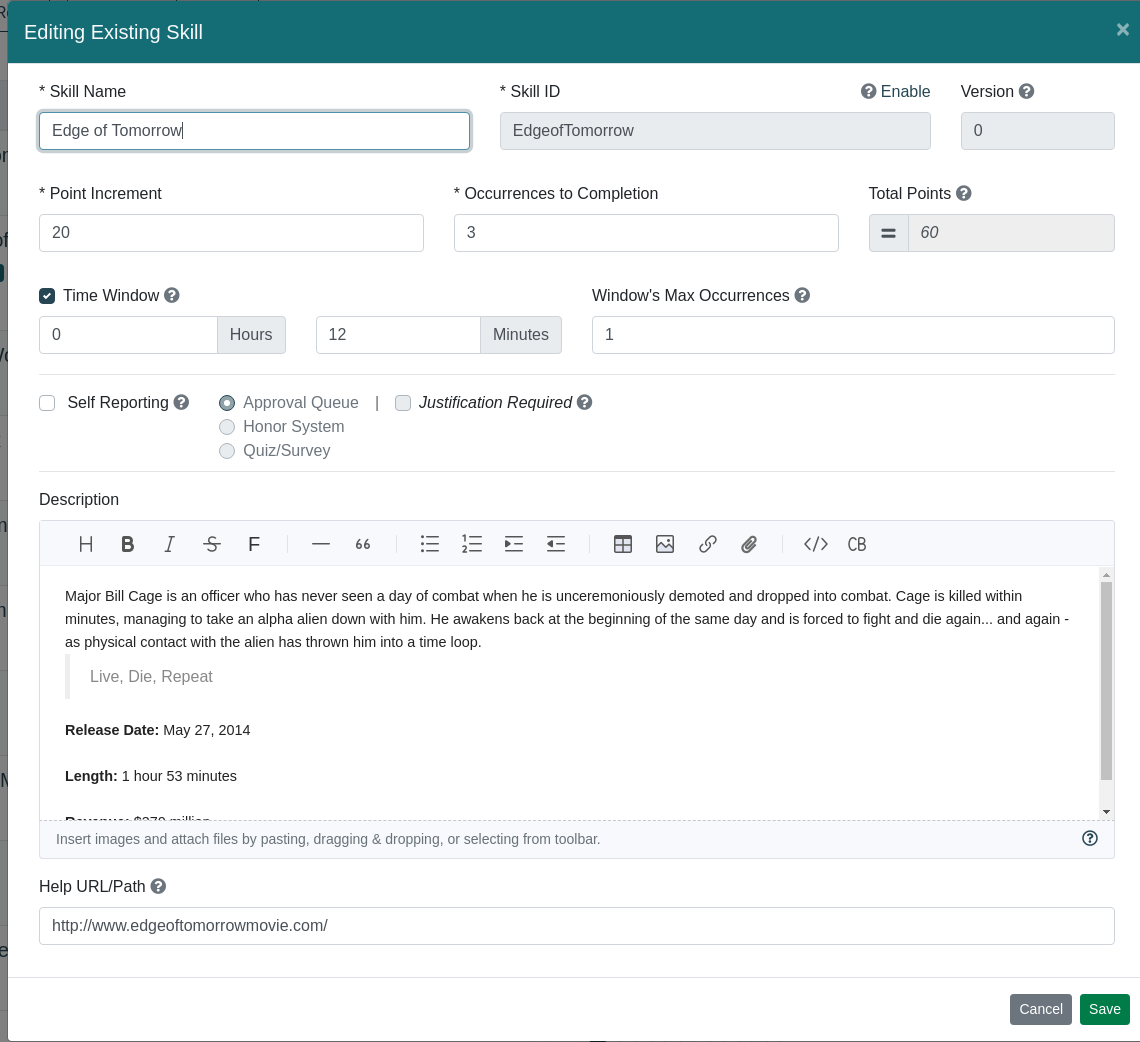 Editing Existing Skill ×
* Skill Name * Skill ID Enable Version
Edge of Tomorrow EdgeofTomorrow 0
* Point Increment * Occurrences to Completion Total Points
20 3 = 60
Time Window Window's Max Occurrences
0 Hours 12 Minutes 1
Self Reporting Approval Queue | Justification Required
Honor System
Quiz/Survey
Description
H B I S F — 66 </> CB
Major Bill Cage is an officer who has never seen a day of combat when he is unceremoniously demoted and dropped into combat. Cage is killed within
minutes, managing to take an alpha alien down with him. He awakens back at the beginning of the same day and is forced to fight and die again... and again -
as physical contact with the alien has thrown him into a time loop.
Live, Die, Repeat
Release Date: May 27, 2014
Length: 1 hour 53 minutes
Insert images and attach files by pasting, dragging & dropping, or selecting from toolbar.
Help URL/Path
http://www.edgeoftomorrowmovie.com/
Cancel Save